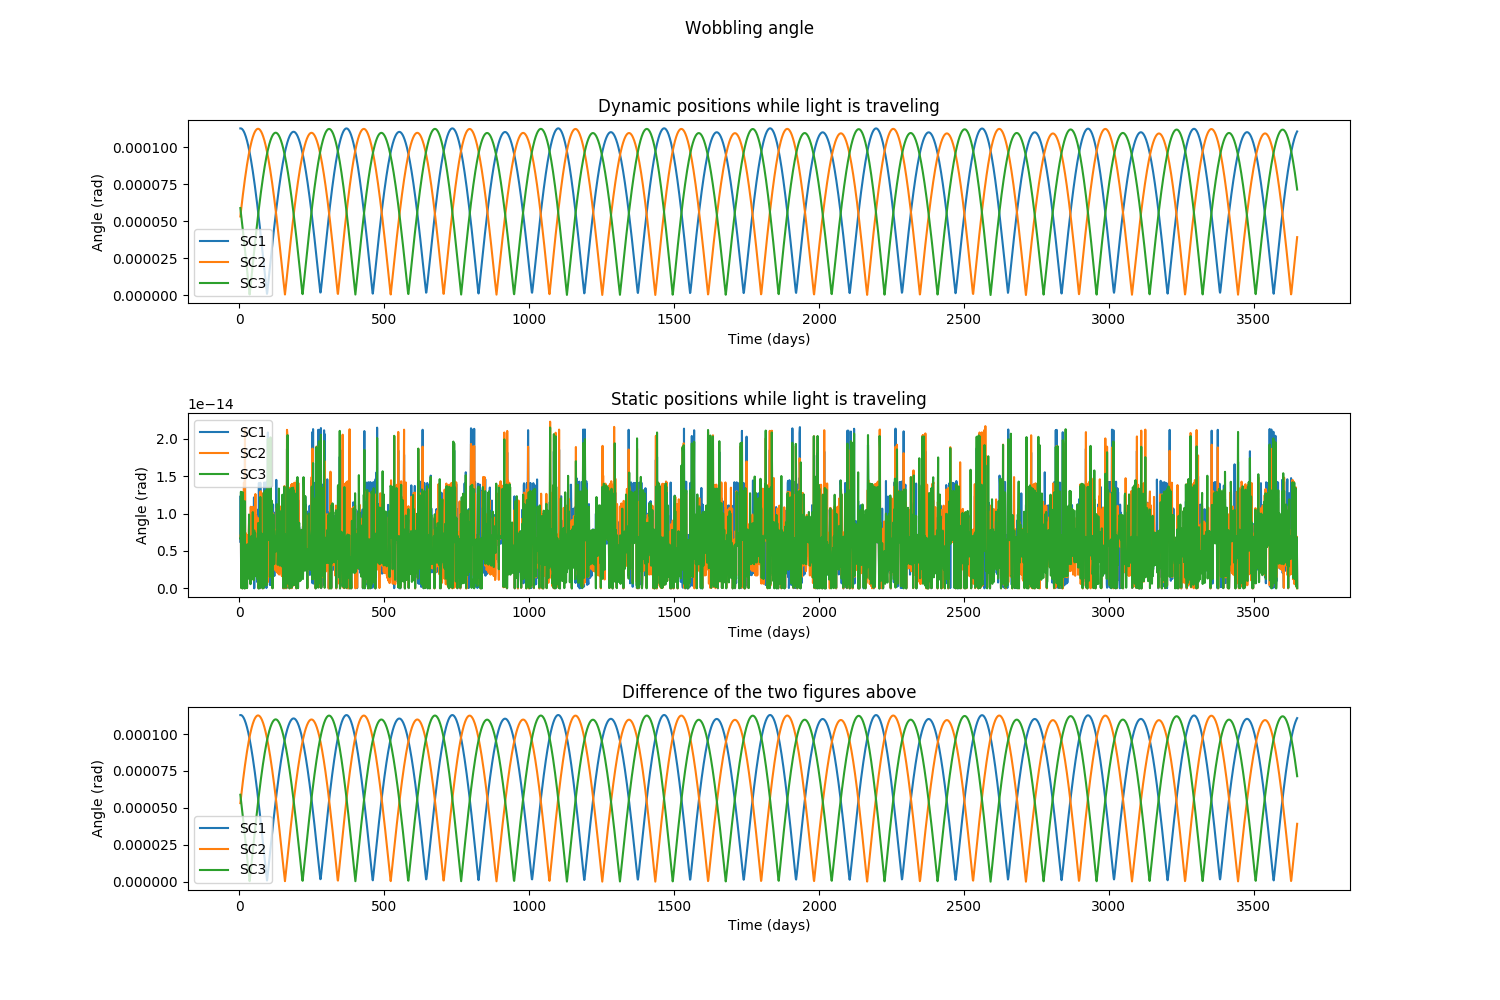 Wobbling angle
Dynamic positions while light is traveling
Angle (rad)
0.000100
0.000075
0.000050
0.000025
0.000000
SC1
SC2
SC3
0 500 1000 1500 2000 2500 3000 3500
Time (days)
Static positions while light is traveling
1e−14
Angle (rad)
2.0
1.5
1.0
0.5
0.0
SC1
SC2
SC3
0 500 1000 1500 2000 2500 3000 3500
Time (days)
Difference of the two figures above
Angle (rad)
0.000100
0.000075
0.000050
0.000025
0.000000
SC1
SC2
SC3
0 500 1000 1500 2000 2500 3000 3500
Time (days)